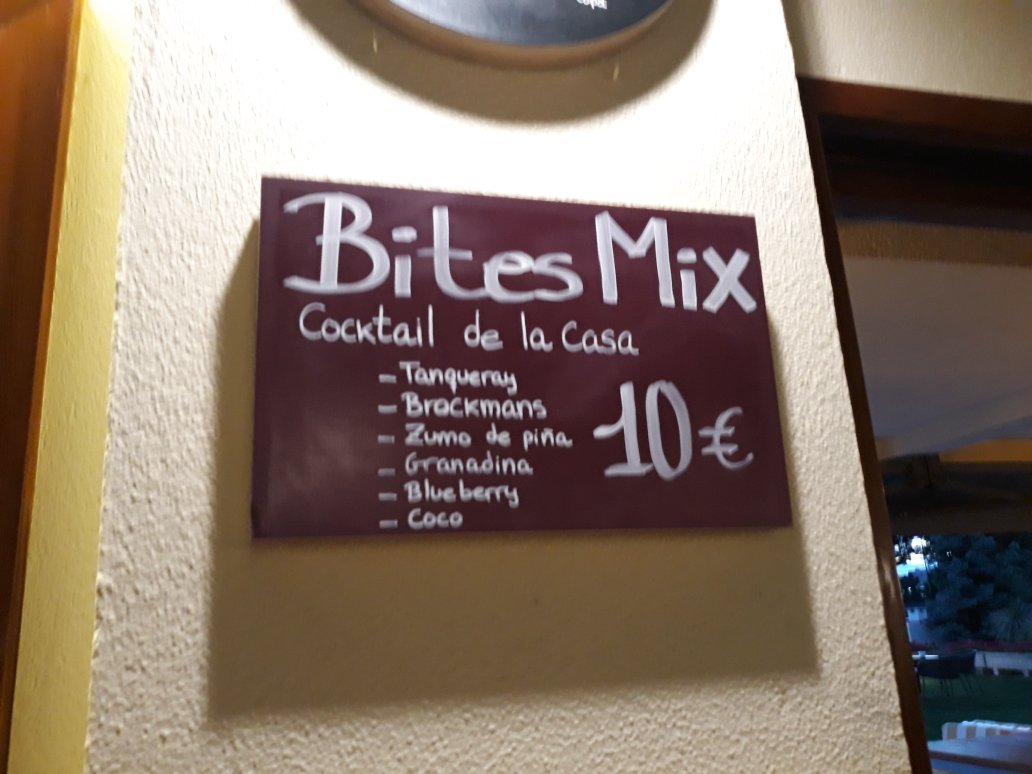 Bites Mix
Cocktail de la Casa
- Tanqueray
- Brockmans
- Zumo de piña
- Granadina
- Blueberry
- Coco
10€